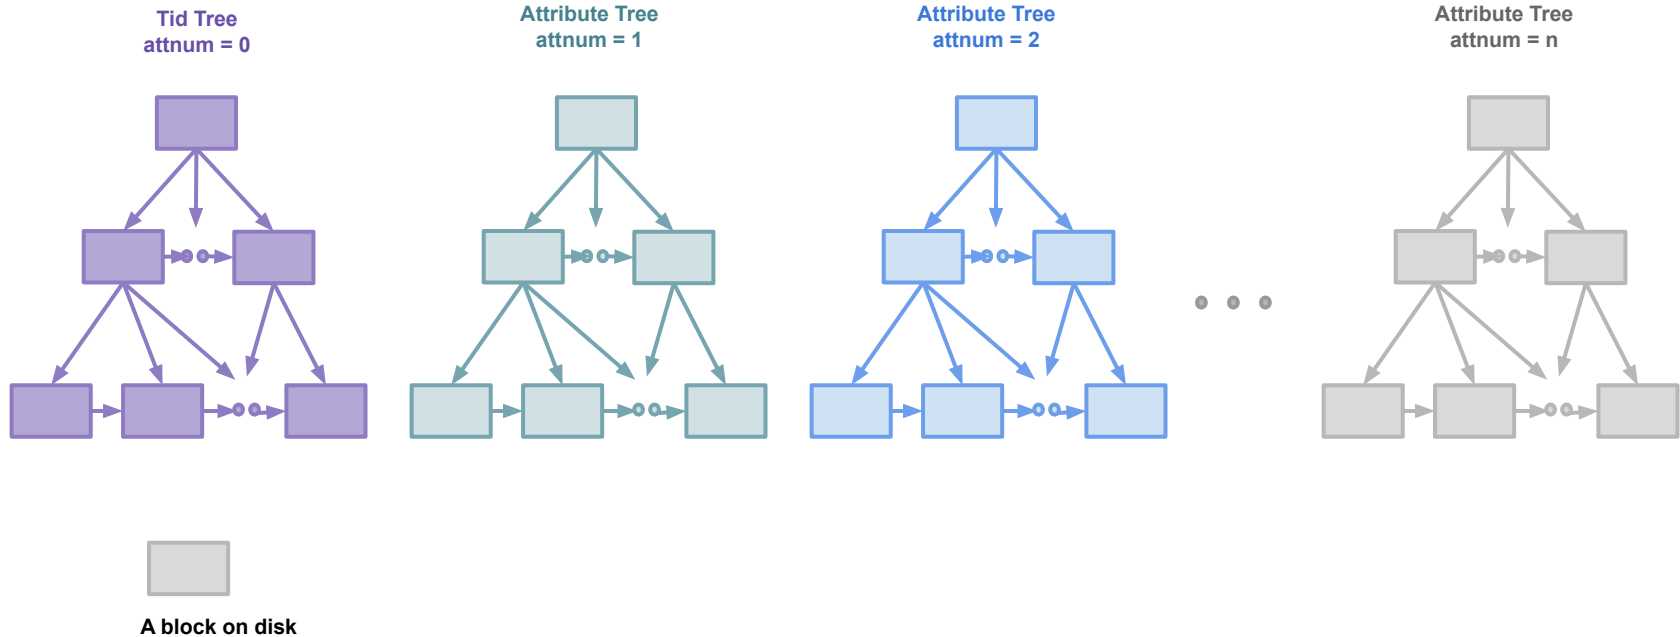 Tid Tree
attnum = 0
Attribute Tree
attnum = 1
Attribute Tree
attnum = 2
Attribute Tree
attnum = n
A block on disk